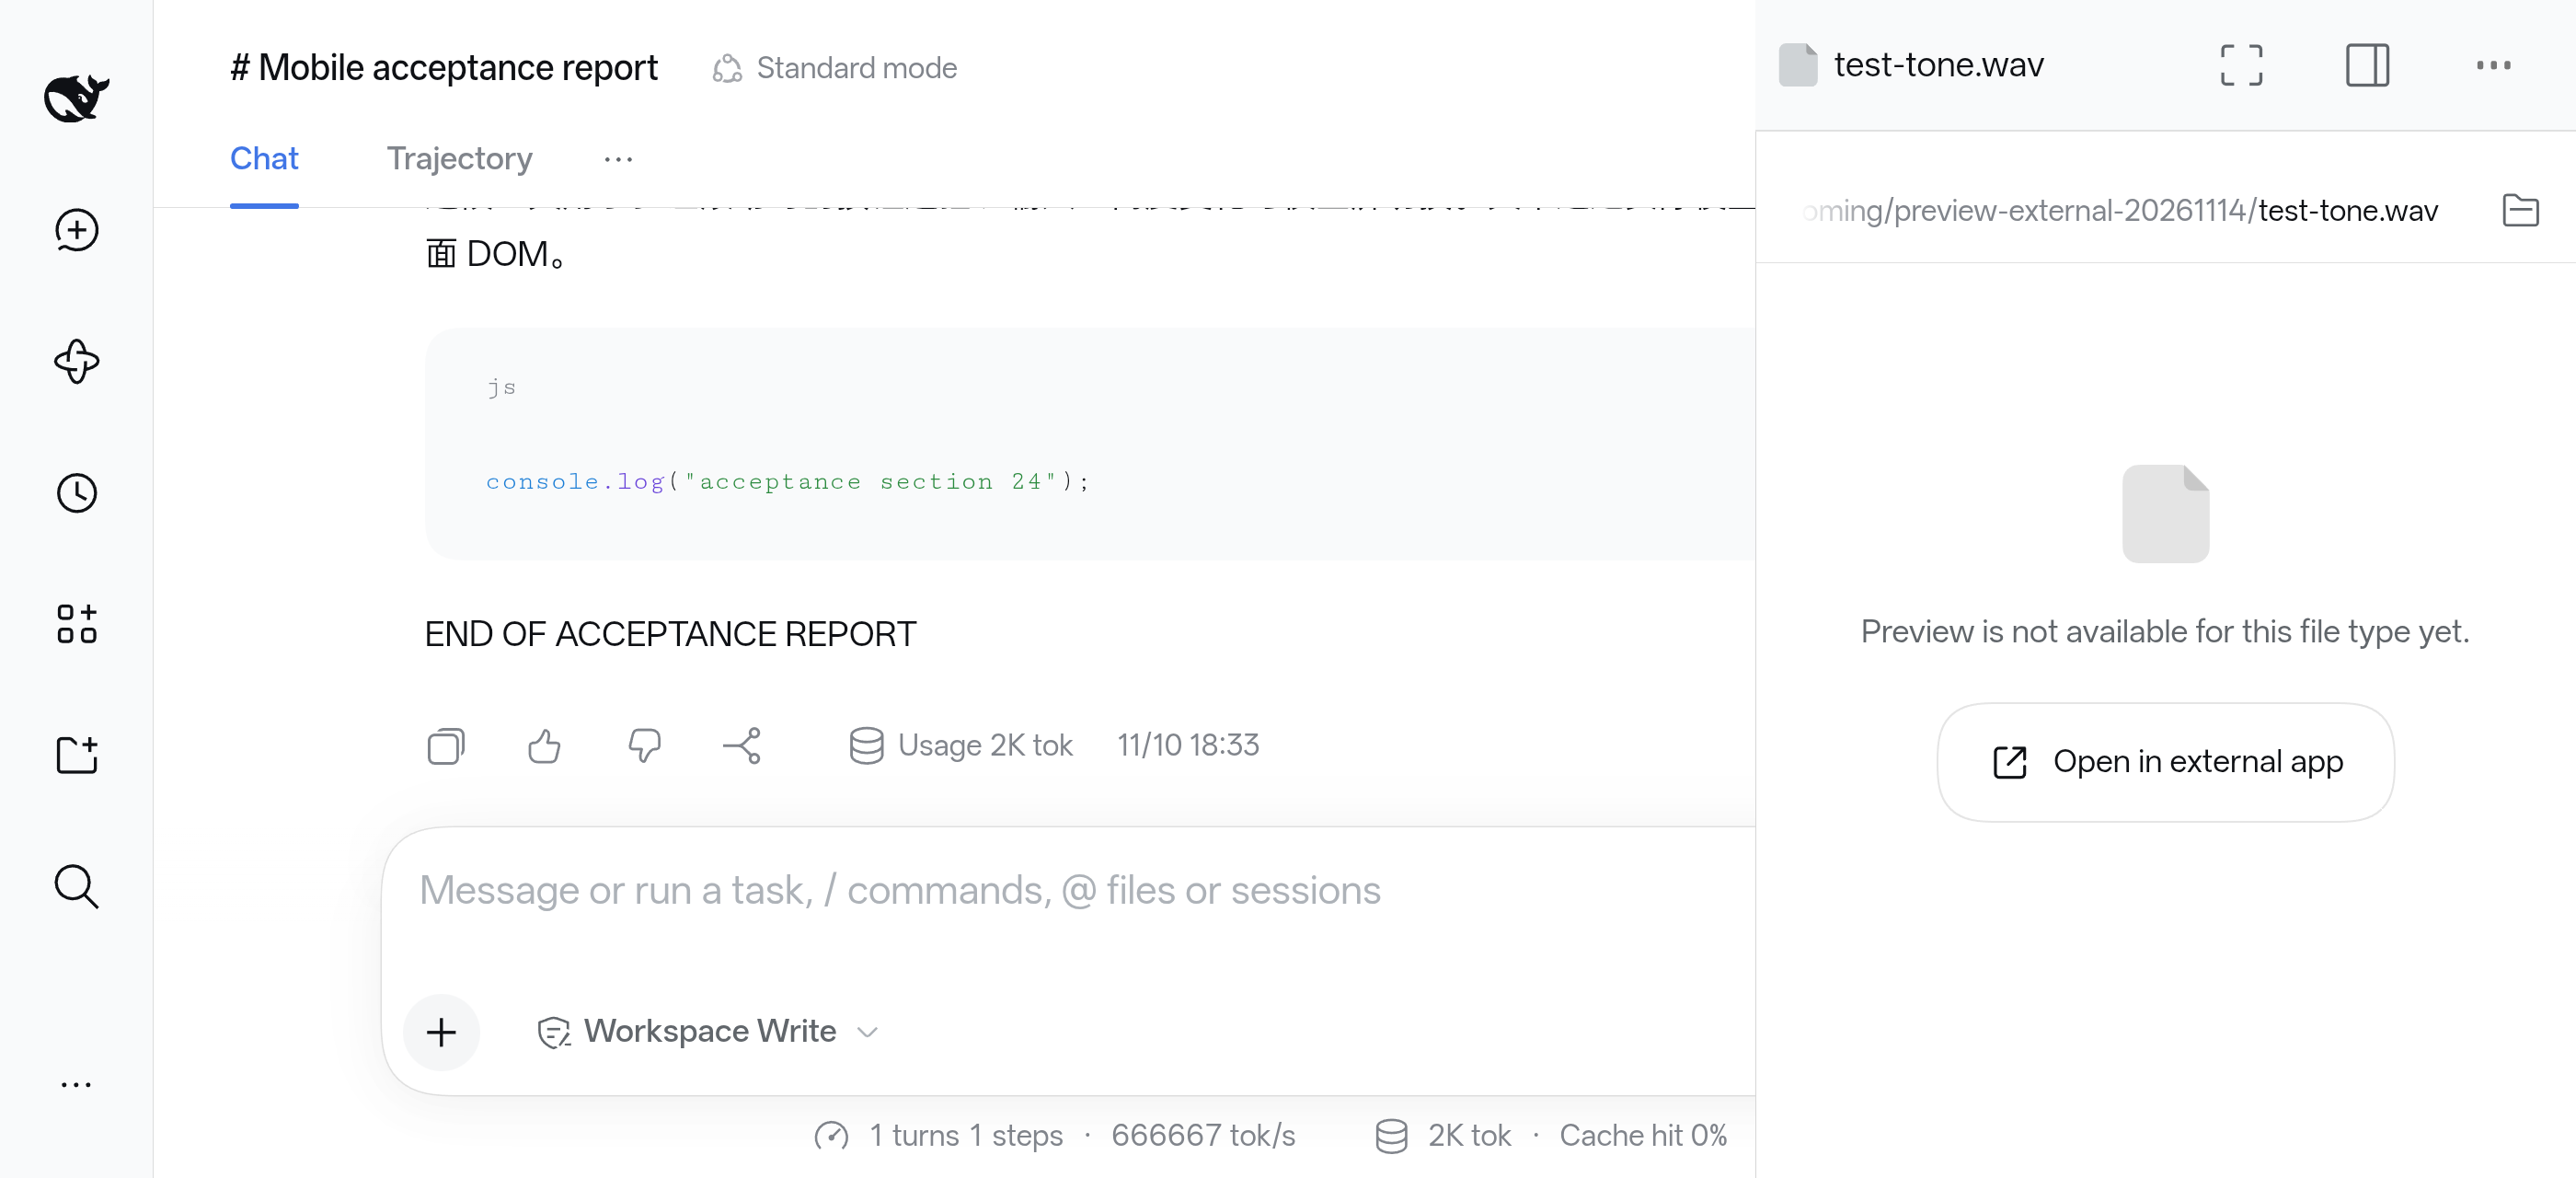 # Mobile acceptance report
Standard mode
Chat
Trajectory
面 DOM。
js
console.log("acceptance section 24");
END OF ACCEPTANCE REPORT
Usage 2K tok
11/10 18:33
Message or run a task, / commands, @ files or sessions
Workspace Write
1 turns 1 steps · 666667 tok/s
2K tok · Cache hit 0%
test-tone.wav
oming/preview-external-20261114/test-tone.wav
Preview is not available for this file type yet.
Open in external app